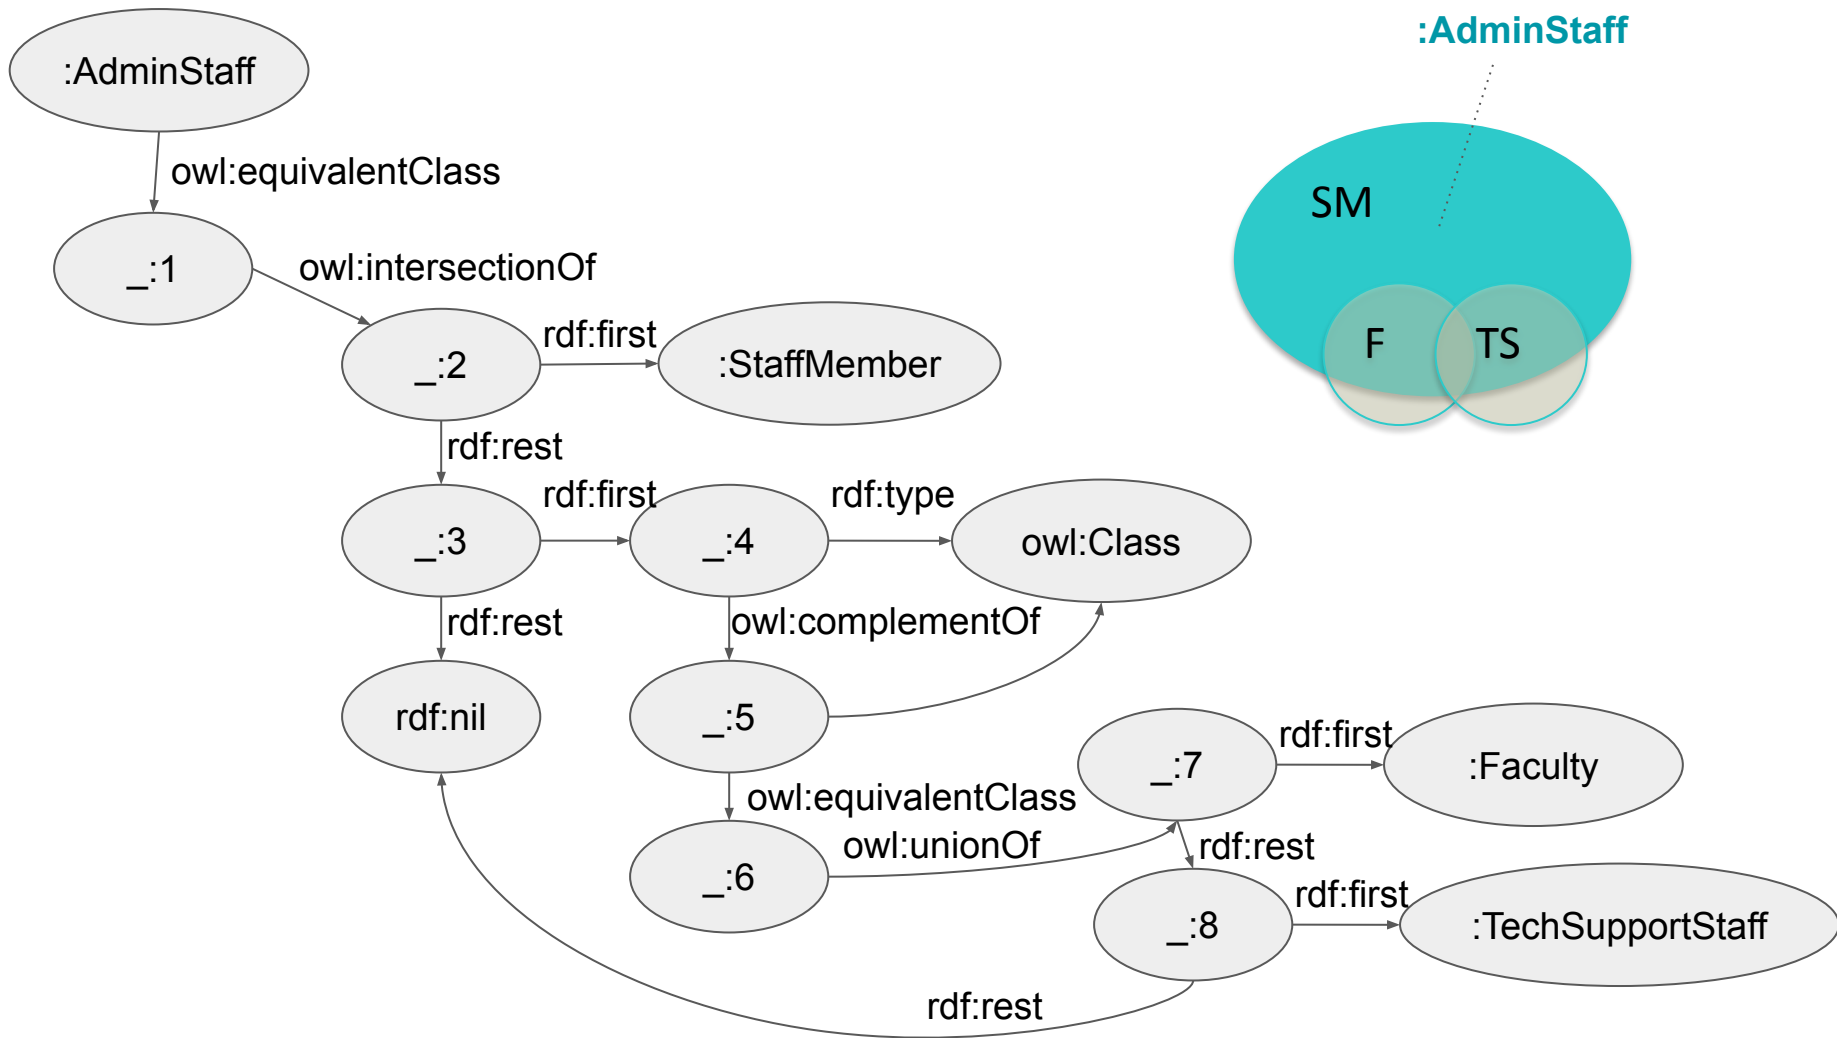 :AdminStaff
:AdminStaff
owl:equivalentClass
SM
_:1
owl:intersectionOf
rdf:first
_:2
:StaffMember
F
TS
rdf:rest
rdf:first
rdf:type
_:3
_:4
owl:Class
rdf:rest
owl:complementOf
rdf:nil
_:5
_:7
rdf:first
:Faculty
owl:equivalentClass
owl:unionOf
rdf:rest
_:6
rdf:first
_:8
:TechSupportStaff
rdf:rest